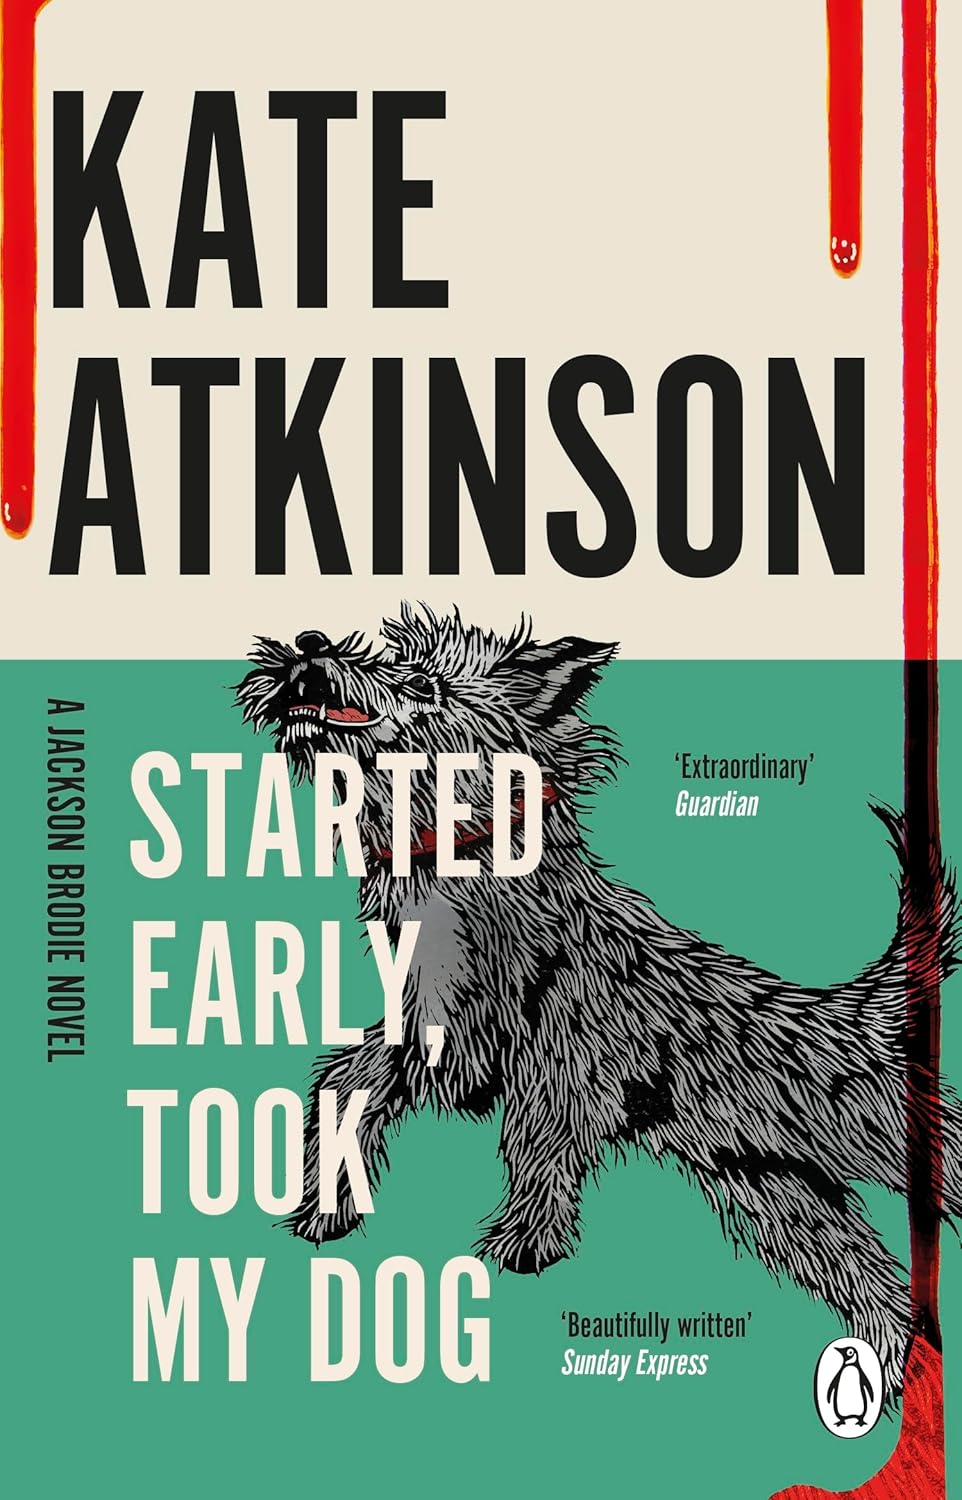 KATE
ATKINSON
A JACKSON BRODIE NOVEL
STARTED
EARLY,
TOOK
MY DOG
‘Extraordinary’
Guardian
‘Beautifully written’
Sunday Express